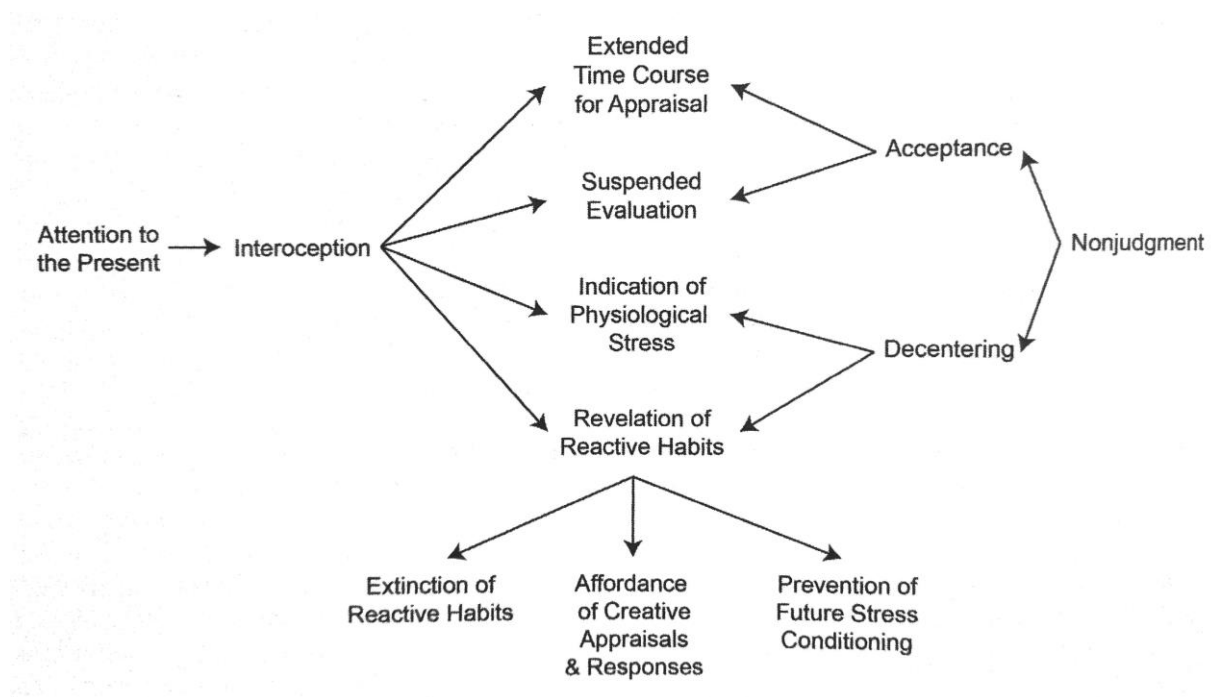 Extended
Time Course
for Appraisal
Acceptance
Suspended
Evaluation
Attention to
the Present
Interoception
Nonjudgment
Indication of
Physiological
Stress
Decentering
Revelation of
Reactive Habits
Extinction of
Reactive Habits
Affordance
of Creative
Appraisals
& Responses
Prevention of
Future Stress
Conditioning